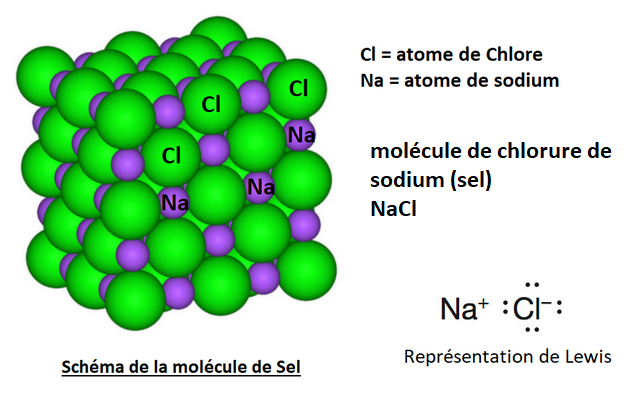 Cl = atome de Chlore
Na = atome de sodium
Cl
Cl
Cl
Na
Na
Na
molécule de chlorure de
sodium (sel)
NaCl
Na⁺ :Cl⁻:
Représentation de Lewis
Schéma de la molécule de Sel